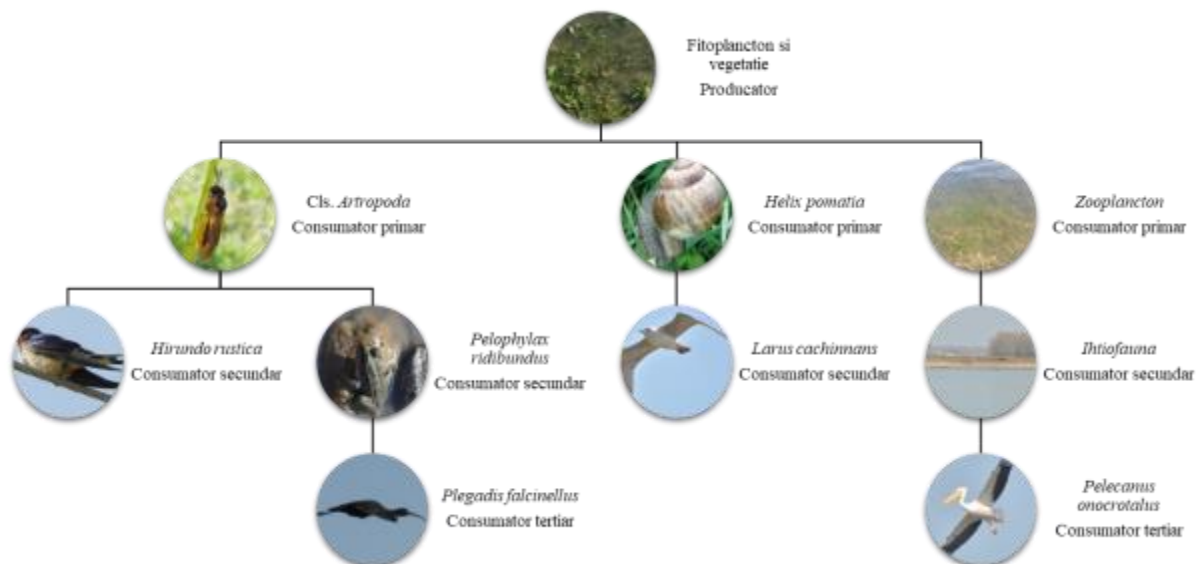 Fitoplancton si
vegetatie
Producator
Cls. Artropoda
Consumator primar
Helix pomatia
Consumator primar
Zooplancton
Consumator primar
Hirundo rustica
Consumator secundar
Pelophylax
ridibundus
Consumator secundar
Larus cachinnans
Consumator secundar
Ihtiofauna
Consumator secundar
Plegadis falcinellus
Consumator tertiar
Pelecanus
onocrotalus
Consumator tertiar